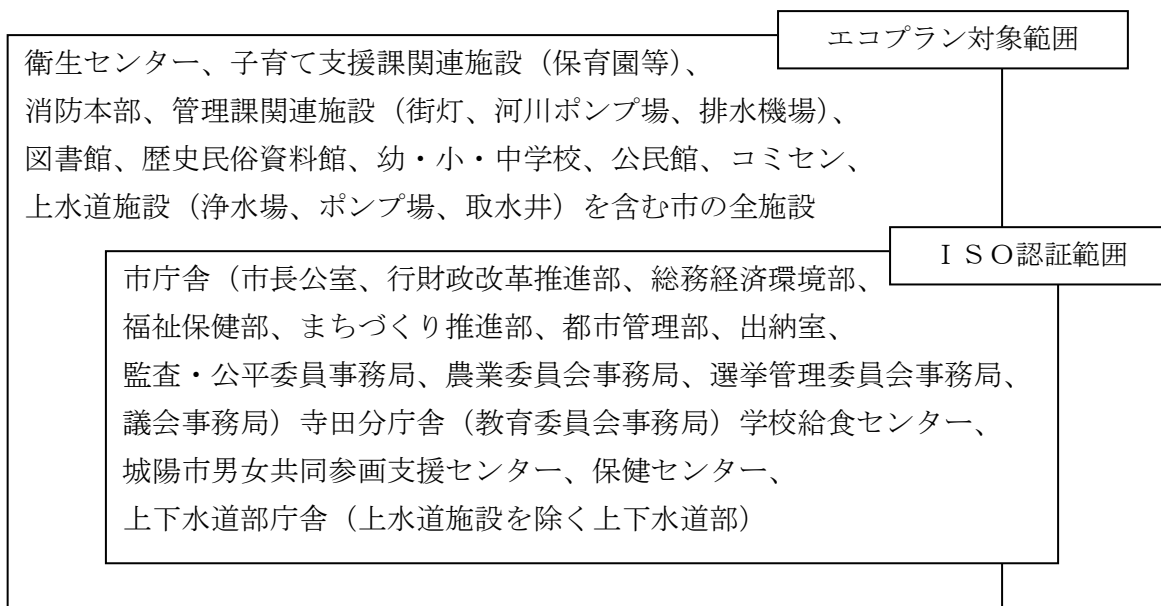 エコプラン対象範囲
衛生センター、子育て支援課関連施設（保育園等）、
消防本部、管理課関連施設（街灯、河川ポンプ場、排水機場）、
図書館、歴史民俗資料館、幼・小・中学校、公民館、コミセン、
上水道施設（浄水場、ポンプ場、取水井）を含む市の全施設
ＩＳＯ認証範囲
市庁舎（市長公室、行財政改革推進部、総務経済環境部、
福祉保健部、まちづくり推進部、都市管理部、出納室、
監査・公平委員事務局、農業委員会事務局、選挙管理委員会事務局、
議会事務局）寺田分庁舎（教育委員会事務局）学校給食センター、
城陽市男女共同参画支援センター、保健センター、
上下水道部庁舎（上水道施設を除く上下水道部）